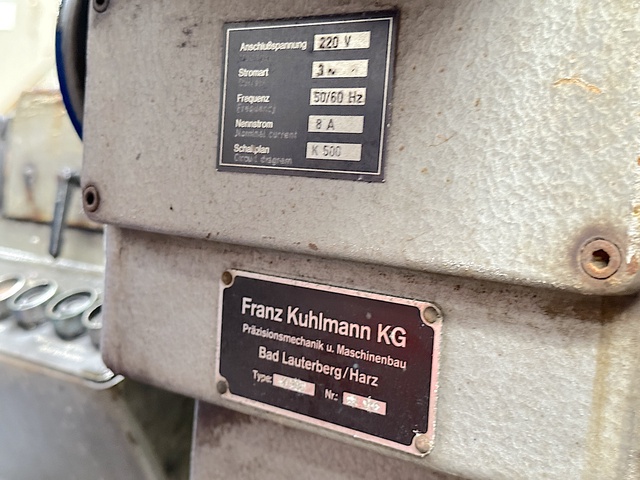 Anschlußspannung 220 V
Stromart 3 ~
Frequenz 50/60 Hz
Frequency
Nennstrom 8 A
Nominal current
Schaltplan K 500
Circuit diagram
Franz Kuhlmann KG
Präzisionsmechanik u. Maschinenbau
Bad Lauterberg/Harz
Type:
Nr.: